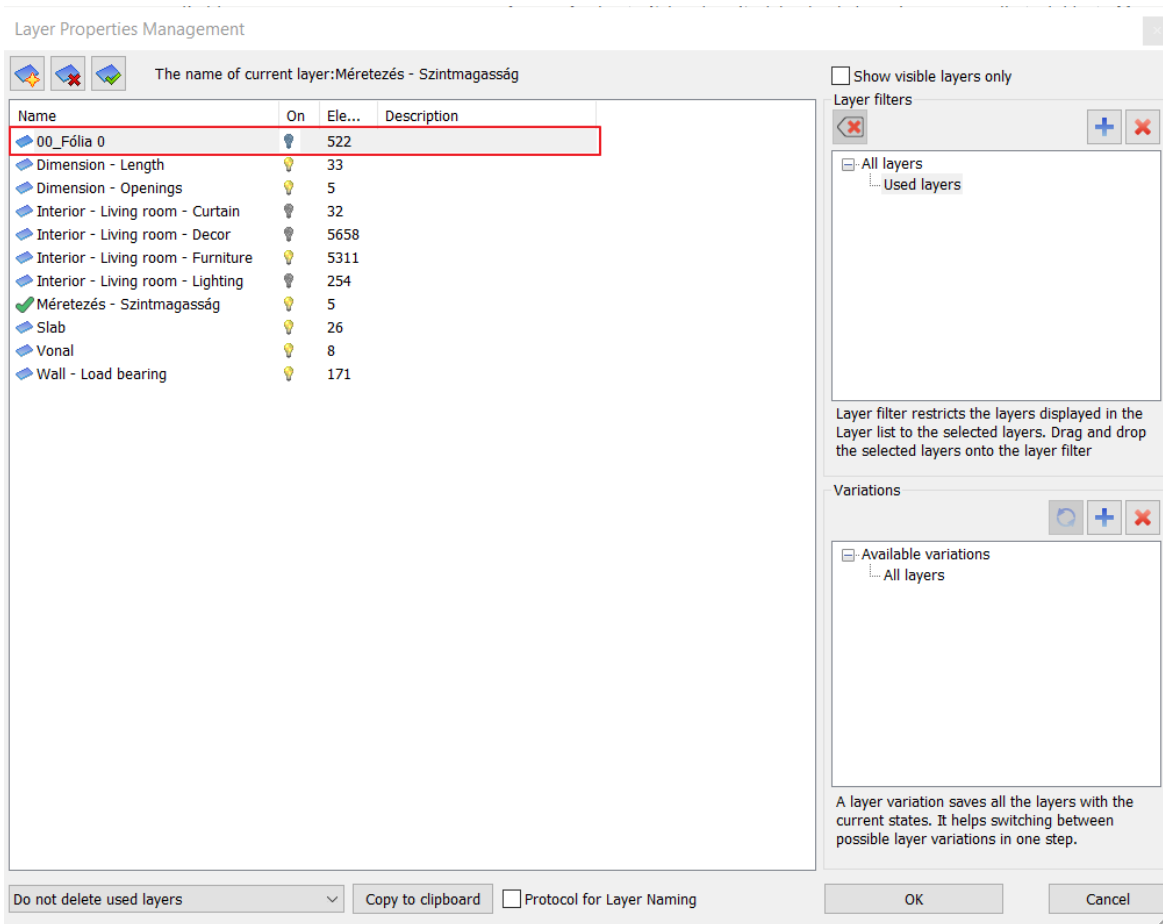 Layer Properties Management
The name of current layer:Méretezés - Szintmagasság
Show visible layers only
Name On Ele... Description
00_Fólia 0 522
Dimension - Length 33
Dimension - Openings 5
Interior - Living room - Curtain 32
Interior - Living room - Decor 5658
Interior - Living room - Furniture 5311
Interior - Living room - Lighting 254
Méretezés - Szintmagasság 5
Slab 26
Vonal 8
Wall - Load bearing 171
Layer filters
All layers
Used layers
Layer filter restricts the layers displayed in the
Layer list to the selected layers. Drag and drop
the selected layers onto the layer filter
Variations
Available variations
All layers
A layer variation saves all the layers with the
current states. It helps switching between
possible layer variations in one step.
Do not delete used layers
Copy to clipboard
Protocol for Layer Naming
OK
Cancel